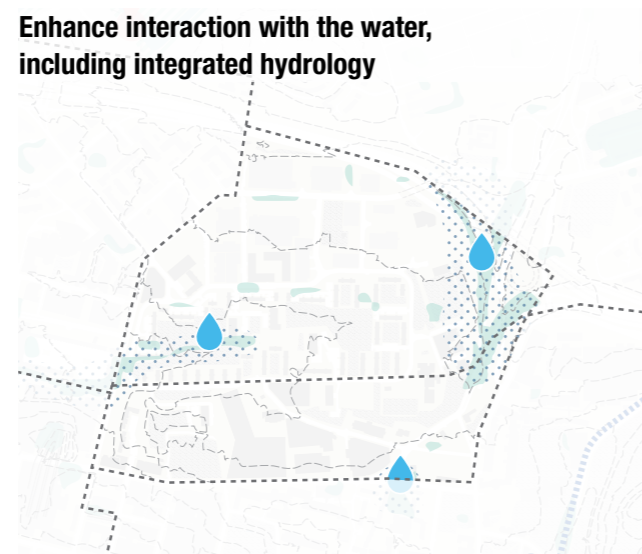 Enhance interaction with the water,
including integrated hydrology